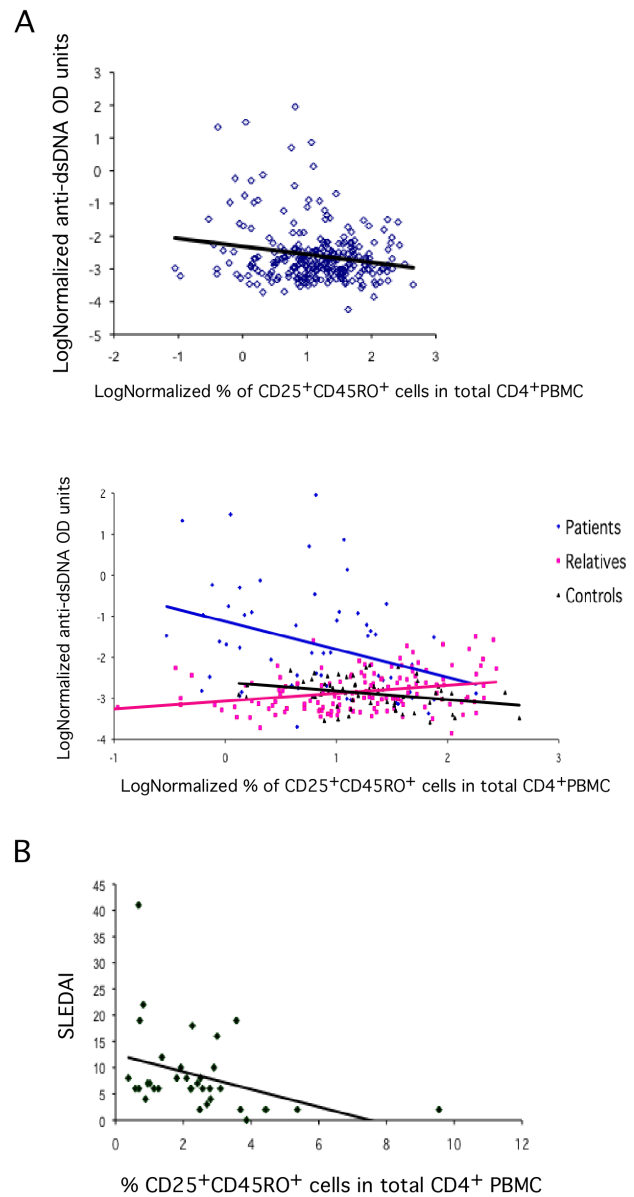 A
LogNormalized anti-dsDNA OD units
3
2
1
0
-1
-2
-3
-4
-5
-2 -1 0 1 2 3
LogNormalized % of CD25+CD45RO+ cells in total CD4+PBMC
LogNormalized anti-dsDNA OD units
2
1
0
-1
-2
-3
-4
-1 0 1 2 3
Patients
Relatives
Controls
LogNormalized % of CD25+CD45RO+ cells in total CD4+PBMC
B
SLEDAI
45
40
35
30
25
20
15
10
5
0
0 2 4 6 8 10 12
% CD25+CD45RO+ cells in total CD4+ PBMC